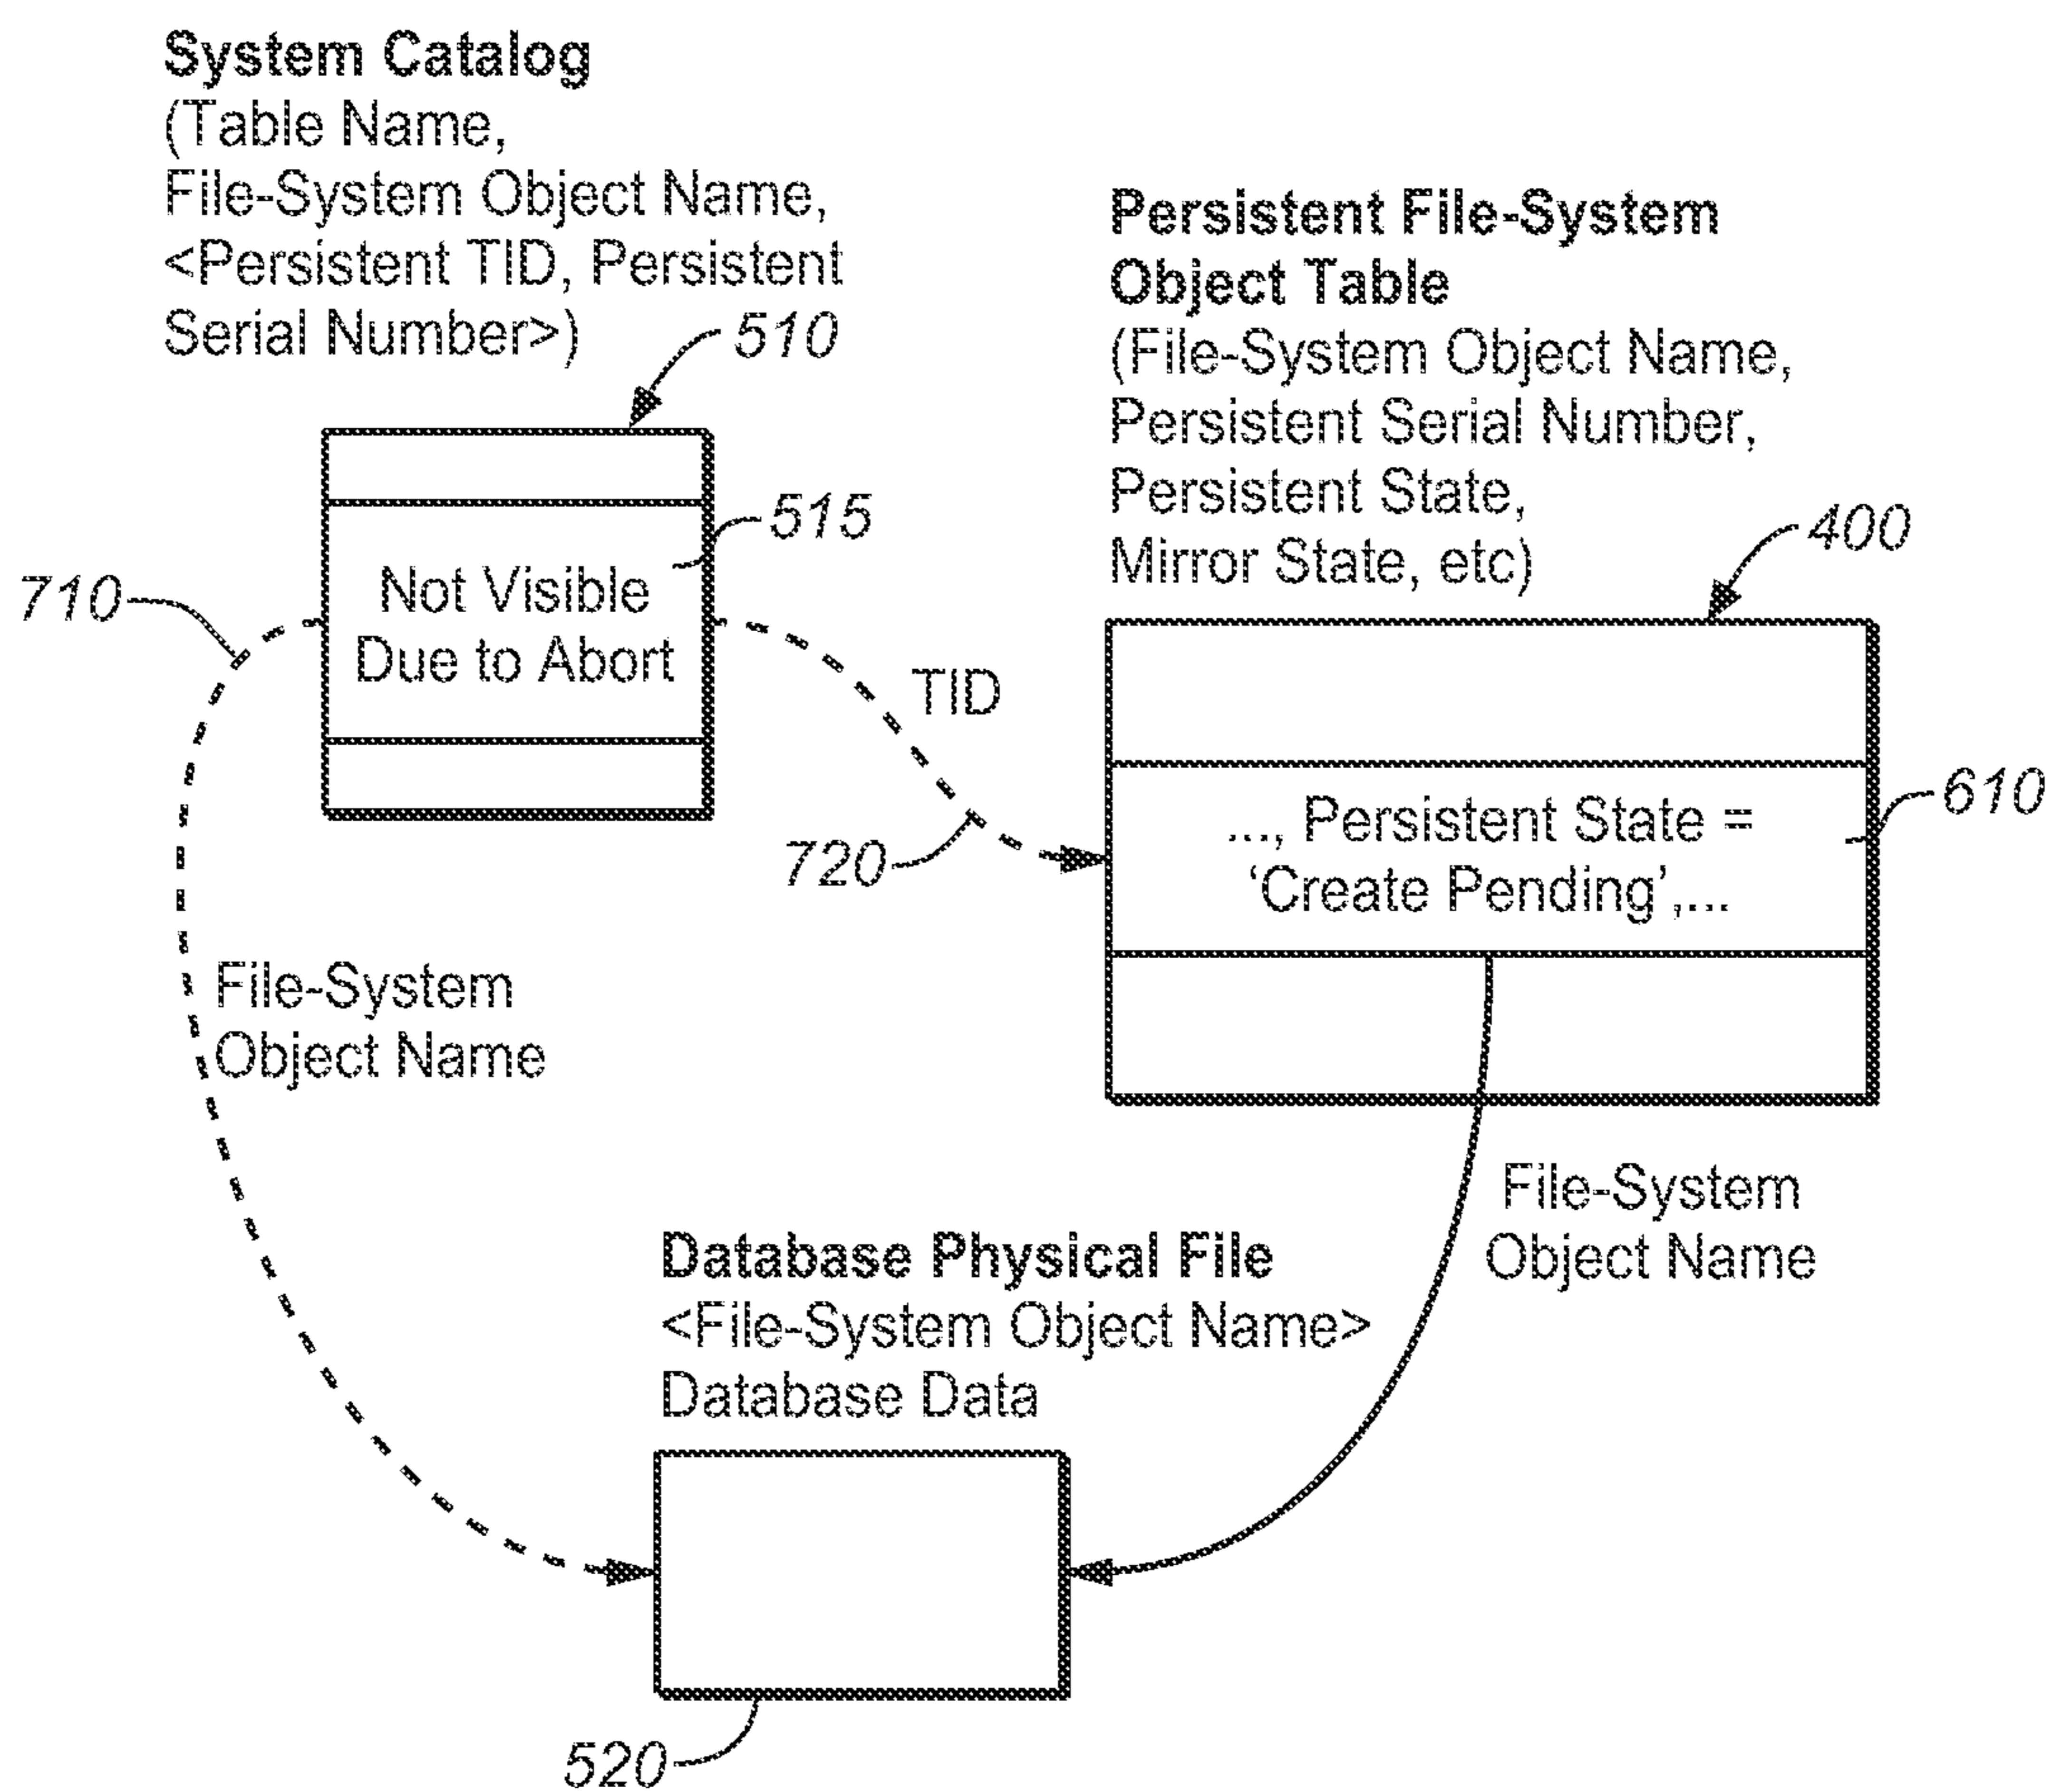 System Catalog
(Table Name,
File-System Object Name,
<Persistent TID, Persistent
Serial Number>)
510
515
Not Visible
Due to Abort
710
Persistent File-System
Object Table
(File-System Object Name,
Persistent Serial Number,
Persistent State,
Mirror State, etc)
400
TID
720
..., Persistent State =
‘Create Pending’,...
610
File-System
Object Name
File-System
Object Name
Database Physical File
<File-System Object Name>
Database Data
520